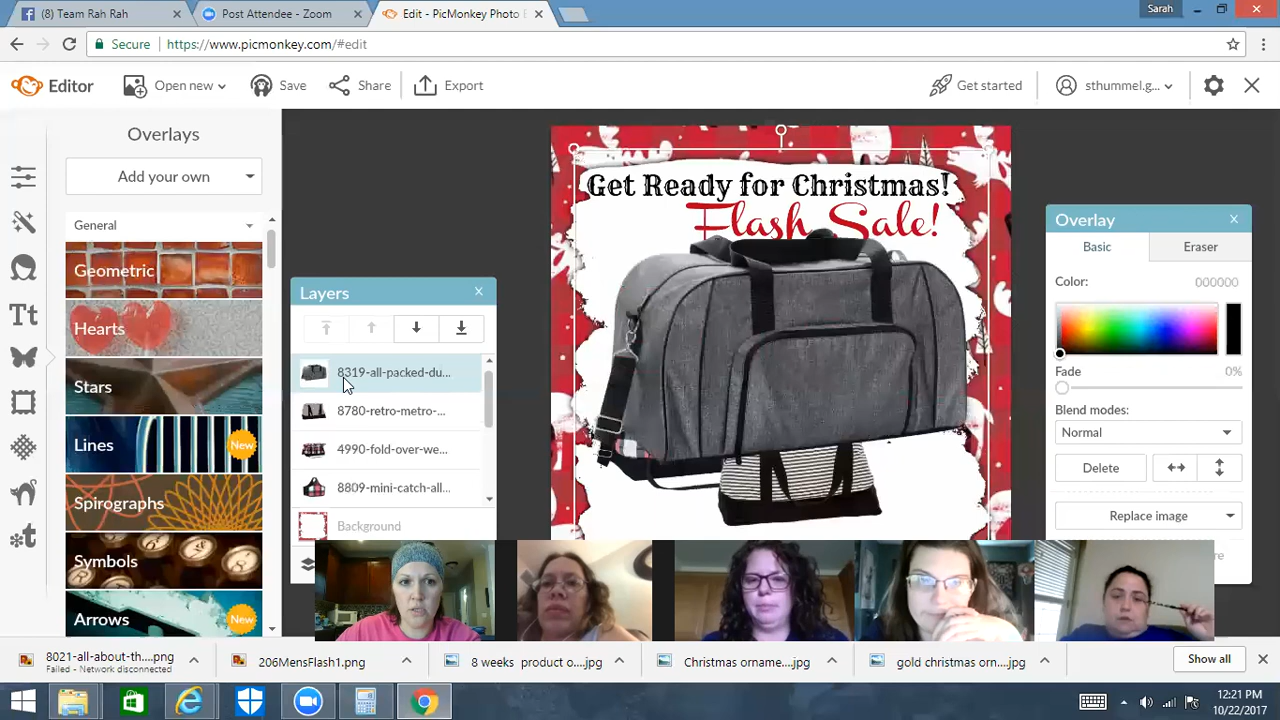 (8) Team Rah Rah
Post Attendee - Zoom
Edit - PicMonkey Photo E
Sarah
Secure
https://www.picmonkey.com/#edit
Editor
Open new
Save
Share
Export
Get started
sthummel.g...
Overlays
Add your own
General
Geometric
Hearts
Stars
Lines
New
Spirographs
Symbols
Arrows
New
Layers
8319-all-packed-du...
8780-retro-metro-...
4990-fold-over-we...
8809-mini-catch-all...
Background
Get Ready for Christmas!
Flash Sale!
Overlay
Basic
Eraser
Color:
000000
Fade
0%
Blend modes:
Normal
Delete
Replace image
8021-all-about-th....png
Failed - Network disconnected
206MensFlash1.png
8 weeks product o....jpg
Christmas orname....jpg
gold christmas orn....jpg
Show all
12:21 PM
10/22/2017